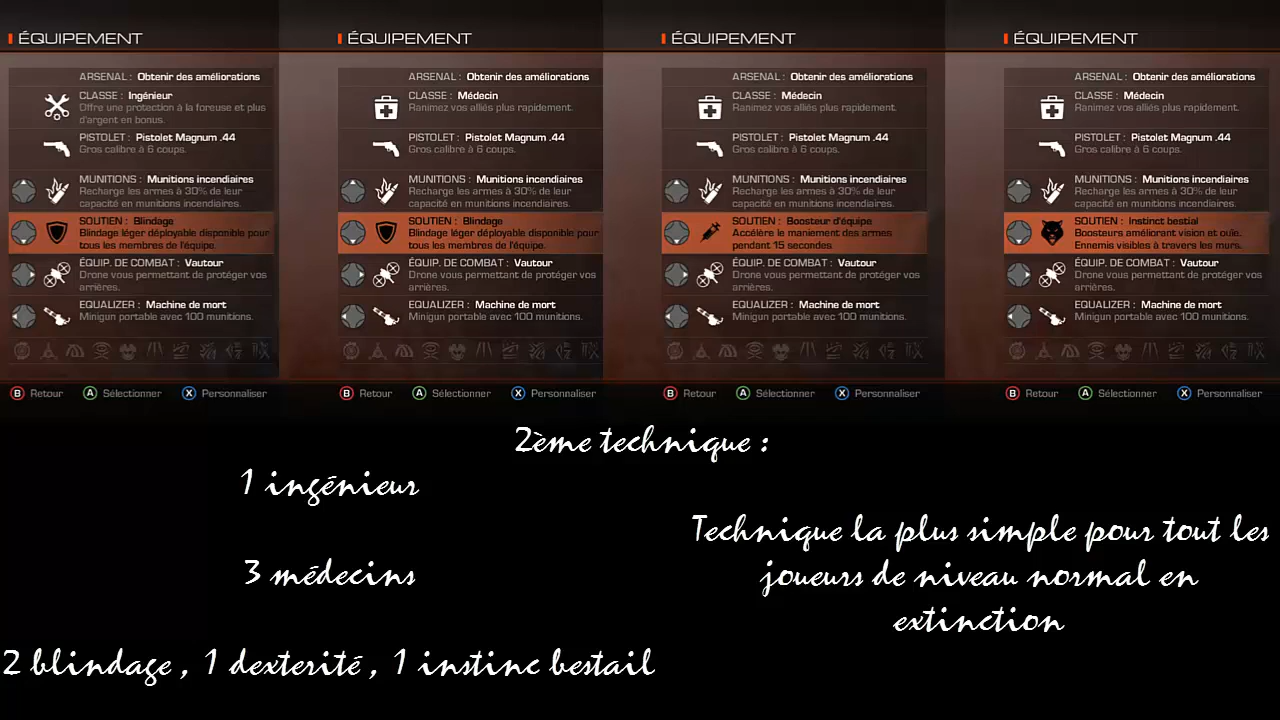 ÉQUIPEMENT
ARSENAL : Obtenir des améliorations
CLASSE : Ingénieur
Offre une protection à la foreuse et plus
d'argent en bonus.
PISTOLET : Pistolet Magnum .44
Gros calibre à 6 coups.
MUNITIONS : Munitions incendiaires
Recharge les armes à 30% de leur
capacité en munitions incendiaires.
SOUTIEN : Blindage
Blindage léger déployable disponible pour
tous les membres de l'équipe.
ÉQUIP. DE COMBAT : Vautour
Drone vous permettant de protéger vos
arrières.
EQUALIZER : Machine de mort
Minigun portable avec 100 munitions.
B Retour A Sélectionner X Personnaliser
ÉQUIPEMENT
ARSENAL : Obtenir des améliorations
CLASSE : Médecin
Ranimez vos alliés plus rapidement.
PISTOLET : Pistolet Magnum .44
Gros calibre à 6 coups.
MUNITIONS : Munitions incendiaires
Recharge les armes à 30% de leur
capacité en munitions incendiaires.
SOUTIEN : Blindage
Blindage léger déployable disponible pour
tous les membres de l'équipe.
ÉQUIP. DE COMBAT : Vautour
Drone vous permettant de protéger vos
arrières.
EQUALIZER : Machine de mort
Minigun portable avec 100 munitions.
B Retour A Sélectionner X Personnaliser
ÉQUIPEMENT
ARSENAL : Obtenir des améliorations
CLASSE : Médecin
Ranimez vos alliés plus rapidement.
PISTOLET : Pistolet Magnum .44
Gros calibre à 6 coups.
MUNITIONS : Munitions incendiaires
Recharge les armes à 30% de leur
capacité en munitions incendiaires.
SOUTIEN : Boosteur d'équipe
Accélère le maniement des armes
pendant 15 secondes.
ÉQUIP. DE COMBAT : Vautour
Drone vous permettant de protéger vos
arrières.
EQUALIZER : Machine de mort
Minigun portable avec 100 munitions.
B Retour A Sélectionner X Personnaliser
ÉQUIPEMENT
ARSENAL : Obtenir des améliorations
CLASSE : Médecin
Ranimez vos alliés plus rapidement.
PISTOLET : Pistolet Magnum .44
Gros calibre à 6 coups.
MUNITIONS : Munitions incendiaires
Recharge les armes à 30% de leur
capacité en munitions incendiaires.
SOUTIEN : Instinct bestial
Boosteurs améliorant vision et ouïe.
Ennemis visibles à travers les murs.
ÉQUIP. DE COMBAT : Vautour
Drone vous permettant de protéger vos
arrières.
EQUALIZER : Machine de mort
Minigun portable avec 100 munitions.
B Retour A Sélectionner X Personnaliser
2ème technique :
1 ingénieur
3 médecins
2 blindage , 1 dexterité , 1 instinc bestail
Technique la plus simple pour tout les
joueurs de niveau normal en
extinction